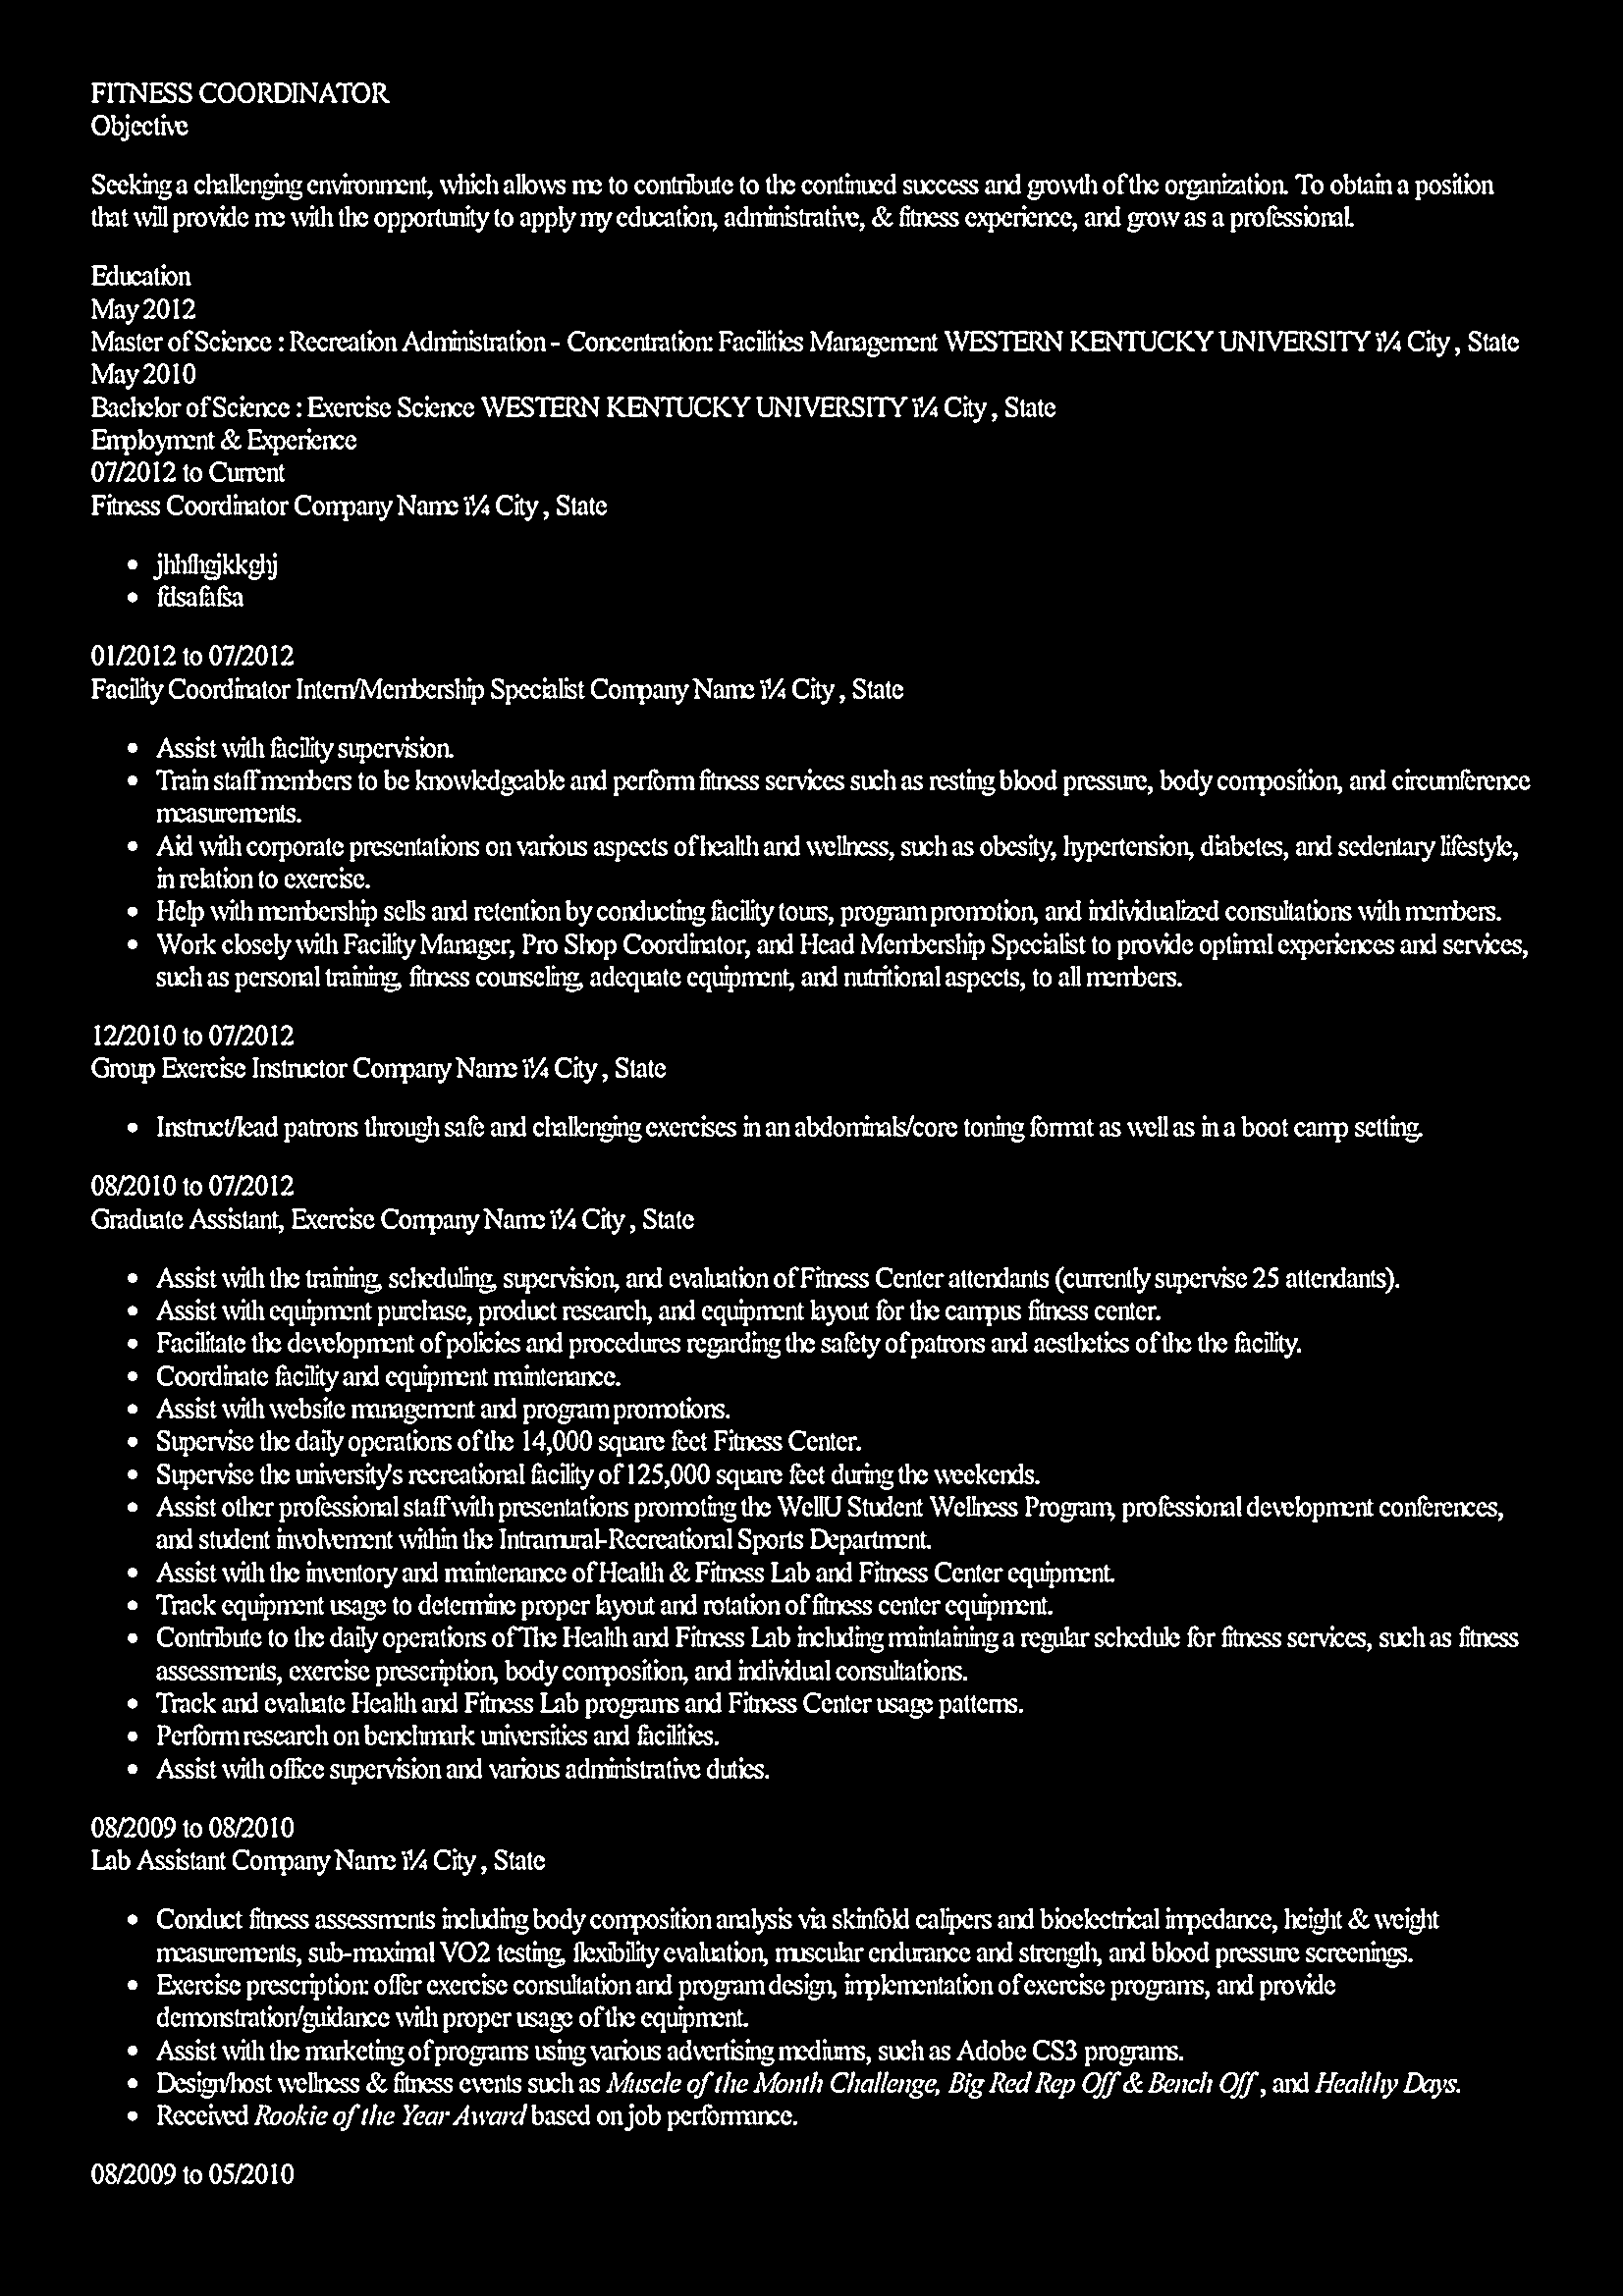 FITNESS COORDINATOR
Objective
Seeking a challenging environment, which allows me to contribute to the continued success and growth of the organization. To obtain a position
that will provide me with the opportunity to apply my education, administrative, & fitness experience, and grow as a professional.
Education
May 2012
Master of Science : Recreation Administration - Concentration: Facilities Management WESTERN KENTUCKY UNIVERSITY ï¼ City , State
May 2010
Bachelor of Science : Exercise Science WESTERN KENTUCKY UNIVERSITY ï¼ City , State
Employment & Experience
07/2012 to Current
Fitness Coordinator Company Name ï¼ City , State
• jhhfhgjkkghj
• fdsafafsa
01/2012 to 07/2012
Facility Coordinator Intern/Membership Specialist Company Name ï¼ City , State
• Assist with facility supervision.
• Train staff members to be knowledgeable and perform fitness services such as resting blood pressure, body composition, and circumference
measurements.
• Aid with corporate presentations on various aspects of health and wellness, such as obesity, hypertension, diabetes, and sedentary lifestyle,
in relation to exercise.
• Help with membership sells and retention by conducting facility tours, program promotion, and individualized consultations with members.
• Work closely with Facility Manager, Pro Shop Coordinator, and Head Membership Specialist to provide optimal experiences and services,
such as personal training, fitness counseling, adequate equipment, and nutritional aspects, to all members.
12/2010 to 07/2012
Group Exercise Instructor Company Name ï¼ City , State
• Instruct/lead patrons through safe and challenging exercises in an abdominals/core toning format as well as in a boot camp setting.
08/2010 to 07/2012
Graduate Assistant, Exercise Company Name ï¼ City , State
• Assist with the training, scheduling, supervision, and evaluation of Fitness Center attendants (currently supervise 25 attendants).
• Assist with equipment purchase, product research, and equipment layout for the campus fitness center.
• Facilitate the development of policies and procedures regarding the safety of patrons and aesthetics of the the facility.
• Coordinate facility and equipment maintenance.
• Assist with website management and program promotions.
• Supervise the daily operations of the 14,000 square feet Fitness Center.
• Supervise the university's recreational facility of 125,000 square feet during the weekends.
• Assist other professional staff with presentations promoting the WellU Student Wellness Program, professional development conferences,
and student involvement within the Intramural-Recreational Sports Department.
• Assist with the inventory and maintenance of Health & Fitness Lab and Fitness Center equipment.
• Track equipment usage to determine proper layout and rotation of fitness center equipment.
• Contribute to the daily operations of The Health and Fitness Lab including maintaining a regular schedule for fitness services, such as fitness
assessments, exercise prescription, body composition, and individual consultations.
• Track and evaluate Health and Fitness Lab programs and Fitness Center usage patterns.
• Perform research on benchmark universities and facilities.
• Assist with office supervision and various administrative duties.
08/2009 to 08/2010
Lab Assistant Company Name ï¼ City , State
• Conduct fitness assessments including body composition analysis via skinfold calipers and bioelectrical impedance, height & weight
measurements, sub-maximal VO2 testing, flexibility evaluation, muscular endurance and strength, and blood pressure screenings.
• Exercise prescription: offer exercise consultation and program design, implementation of exercise programs, and provide
demonstration/guidance with proper usage of the equipment.
• Assist with the marketing of programs using various advertising mediums, such as Adobe CS3 programs.
• Design/host wellness & fitness events such as Muscle of the Month Challenge, Big Red Rep Off & Bench Off , and Healthy Days.
• Received Rookie of the Year Award based on job performance.
08/2009 to 05/2010